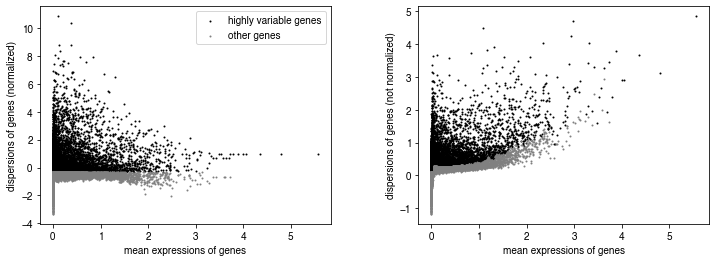 highly variable genes
other genes
dispersions of genes (normalized)
10
8
6
4
2
0
−2
−4
0 1 2 3 4 5
mean expressions of genes
dispersions of genes (not normalized)
5
4
3
2
1
0
−1
0 1 2 3 4 5
mean expressions of genes